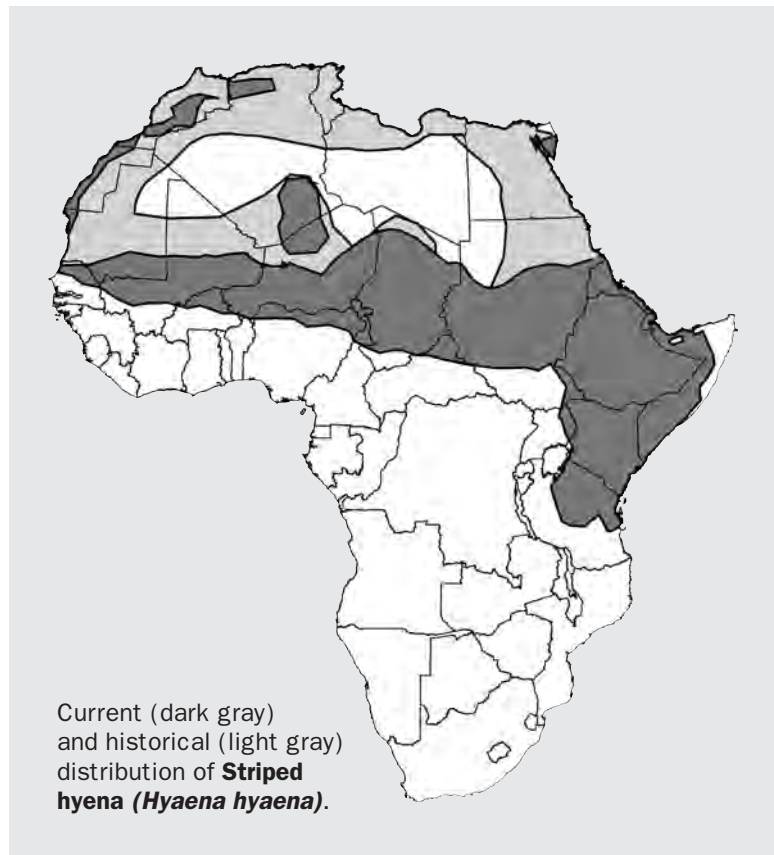 Current (dark gray)
and historical (light gray)
distribution of Striped
hyena (Hyaena hyaena).